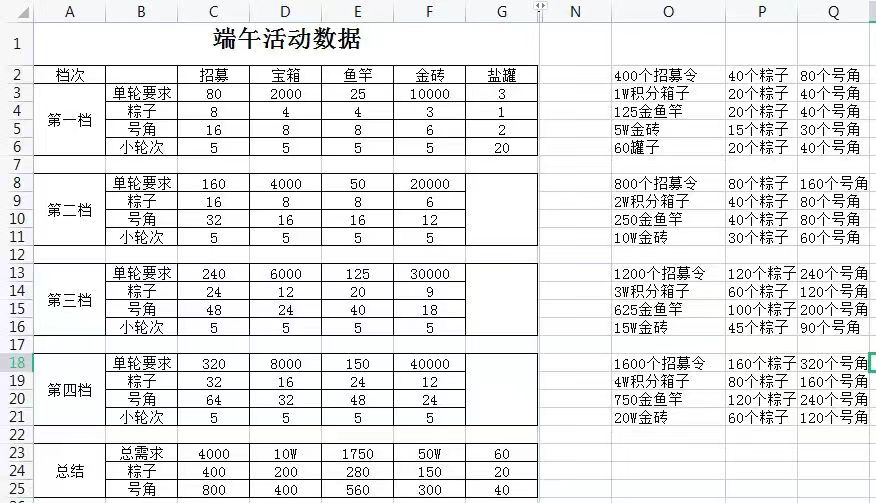 A B C D E F G N O P Q
1 端午活动数据
2 档次 招募 宝箱 鱼竿 金砖 盐罐 400个招募令 40个粽子 80个号角
3 单轮要求 80 2000 25 10000 3 1W积分箱子 20个粽子 40个号角
4 第一档 粽子 8 4 4 3 1 125金鱼竿 20个粽子 40个号角
5 号角 16 8 8 6 2 5W金砖 15个粽子 30个号角
6 小轮次 5 5 5 5 20 60罐子 20个粽子 40个号角
7
8 单轮要求 160 4000 50 20000 800个招募令 80个粽子 160个号角
9 第二档 粽子 16 8 8 6 2W积分箱子 40个粽子 80个号角
10 号角 32 16 16 12 250金鱼竿 40个粽子 80个号角
11 小轮次 5 5 5 5 10W金砖 30个粽子 60个号角
12
13 单轮要求 240 6000 125 30000 1200个招募令 120个粽子 240个号角
14 第三档 粽子 24 12 20 9 3W积分箱子 60个粽子 120个号角
15 号角 48 24 40 18 625金鱼竿 100个粽子 200个号角
16 小轮次 5 5 5 5 15W金砖 45个粽子 90个号角
17
18 单轮要求 320 8000 150 40000 1600个招募令 160个粽子 320个号角
19 第四档 粽子 32 16 24 12 4W积分箱子 80个粽子 160个号角
20 号角 64 32 48 24 750金鱼竿 120个粽子 240个号角
21 小轮次 5 5 5 5 20W金砖 60个粽子 120个号角
22
23 总需求 4000 10W 1750 50W 60
24 总结 粽子 400 200 280 150 20
25 号角 800 400 560 300 40